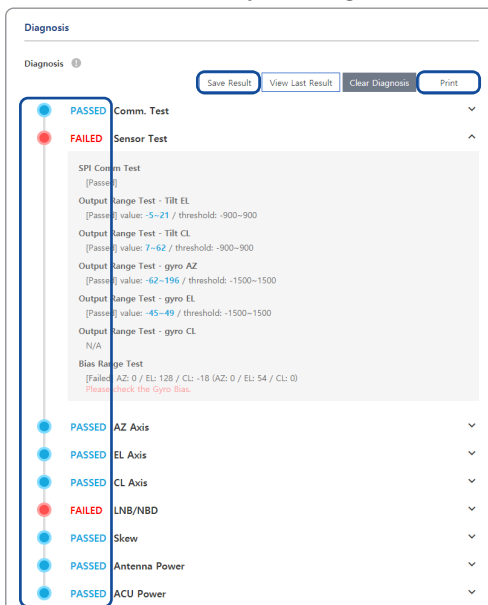 Diagnosis
Diagnosis
Save Result View Last Result Clear Diagnosis Print
PASSED Comm. Test
FAILED Sensor Test
SPI Comm Test
[Passed]
Output Range Test - Tilt EL
[Passed] value: -5~21 / threshold: -900~900
Output Range Test - Tilt CL
[Passed] value: 7~62 / threshold: -900~900
Output Range Test - gyro AZ
[Passed] value: -62~196 / threshold: -1500~1500
Output Range Test - gyro EL
[Passed] value: -45~49 / threshold: -1500~1500
Output Range Test - gyro CL
N/A
Bias Range Test
[Failed] AZ: 0 / EL: 128 / CL: -18 (AZ: 0 / EL: 54 / CL: 0)
Please check the Gyro Bias.
PASSED AZ Axis
PASSED EL Axis
PASSED CL Axis
FAILED LNB/NBD
PASSED Skew
PASSED Antenna Power
PASSED ACU Power